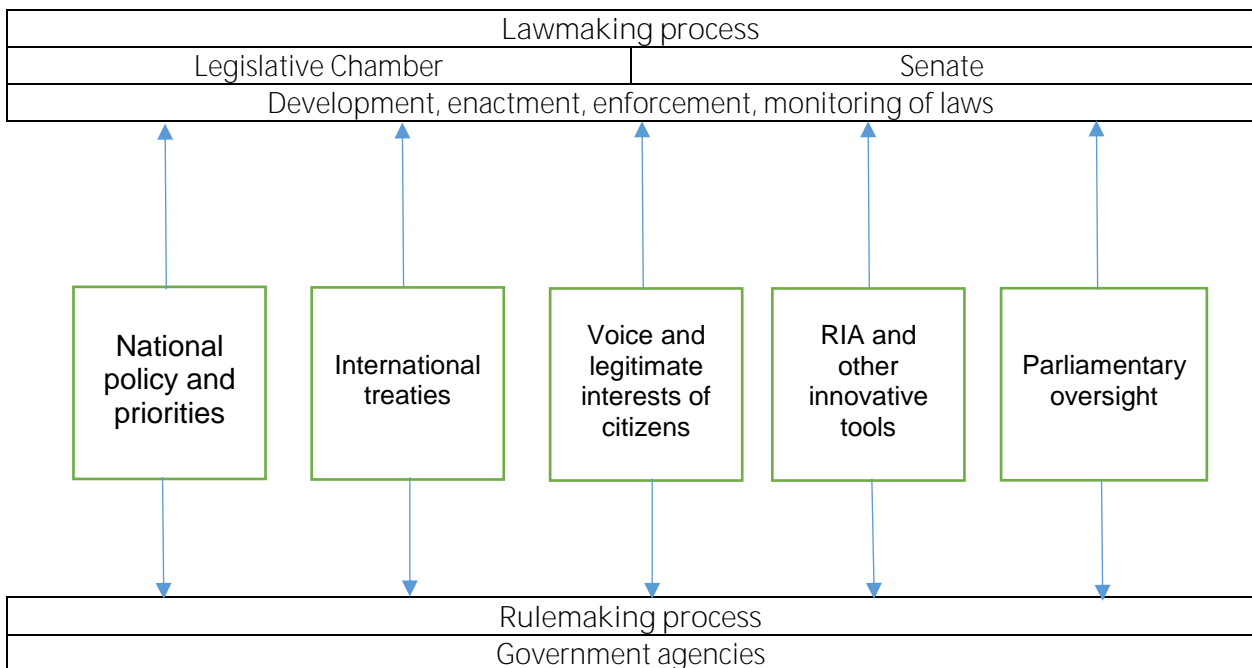 Lawmaking process
Legislative Chamber
Senate
Development, enactment, enforcement, monitoring of laws
National
policy and
priorities
International
treaties
Voice and
legitimate
interests of
citizens
RIA and
other
innovative
tools
Parliamentary
oversight
Rulemaking process
Government agencies